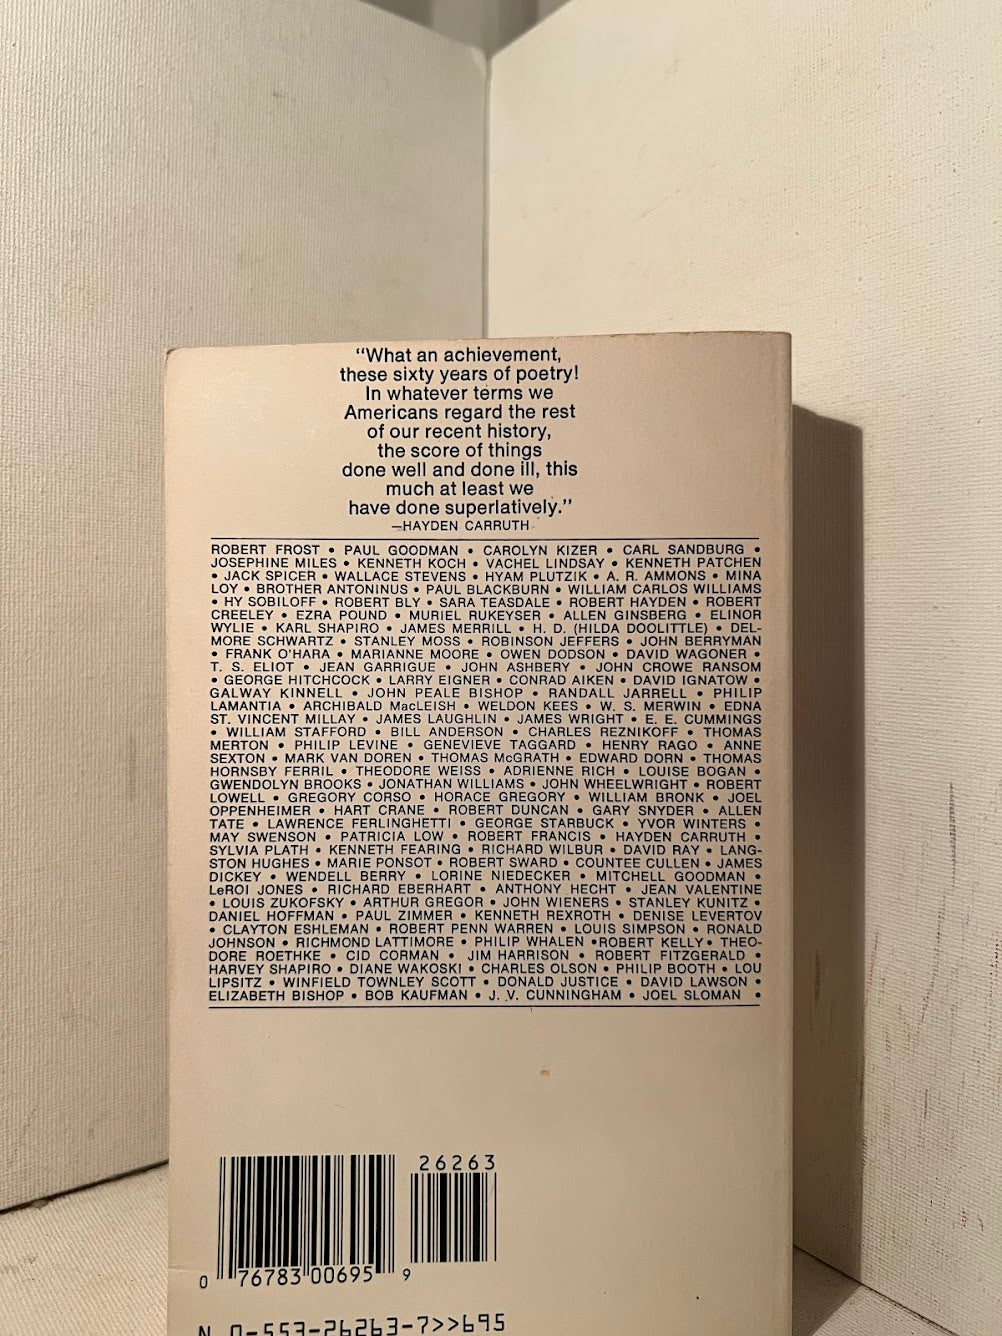 “What an achievement,
these sixty years of poetry!
In whatever terms we
Americans regard the rest
of our recent history,
the score of things
done well and done ill, this
much at least we
have done superlatively.”
—HAYDEN CARRUTH
ROBERT FROST • PAUL GOODMAN • CAROLYN KIZER • CARL SANDBURG •
JOSEPHINE MILES • KENNETH KOCH • VACHEL LINDSAY • KENNETH PATCHEN
• JACK SPICER • WALLACE STEVENS • HYAM PLUTZIK • A. R. AMMONS • MINA
LOY • BROTHER ANTONINUS • PAUL BLACKBURN • WILLIAM CARLOS WILLIAMS
• HY SOBILOFF • ROBERT BLY • SARA TEASDALE • ROBERT HAYDEN • ROBERT
CREELEY • EZRA POUND • MURIEL RUKEYSER • ALLEN GINSBERG • ELINOR
WYLIE • KARL SHAPIRO • JAMES MERRILL • H. D. (HILDA DOOLITTLE) • DEL-
MORE SCHWARTZ • STANLEY MOSS • ROBINSON JEFFERS • JOHN BERRYMAN
• FRANK O'HARA • MARIANNE MOORE • OWEN DODSON • DAVID WAGONER •
T. S. ELIOT • JEAN GARRIGUE • JOHN ASHBERY • JOHN CROWE RANSOM
• GEORGE HITCHCOCK • LARRY EIGNER • CONRAD AIKEN • DAVID IGNATOW •
GALWAY KINNELL • JOHN PEALE BISHOP • RANDALL JARRELL • PHILIP
LAMANTIA • ARCHIBALD MacLEISH • WELDON KEES • W. S. MERWIN • EDNA
ST. VINCENT MILLAY • JAMES LAUGHLIN • JAMES WRIGHT • E. E. CUMMINGS
• WILLIAM STAFFORD • BILL ANDERSON • CHARLES REZNIKOFF • THOMAS
MERTON • PHILIP LEVINE • GENEVIEVE TAGGARD • HENRY RAGO • ANNE
SEXTON • MARK VAN DOREN • THOMAS McGRATH • EDWARD DORN • THOMAS
HORNSBY FERRIL • THEODORE WEISS • ADRIENNE RICH • LOUISE BOGAN •
GWENDOLYN BROOKS • JONATHAN WILLIAMS • JOHN WHEELWRIGHT • ROBERT
LOWELL • GREGORY CORSO • HORACE GREGORY • WILLIAM BRONK • JOEL
OPPENHEIMER • HART CRANE • ROBERT DUNCAN • GARY SNYDER • ALLEN
TATE • LAWRENCE FERLINGHETTI • GEORGE STARBUCK • YVOR WINTERS •
MAY SWENSON • PATRICIA LOW • ROBERT FRANCIS • HAYDEN CARRUTH •
SYLVIA PLATH • KENNETH FEARING • RICHARD WILBUR • DAVID RAY • LANG-
STON HUGHES • MARIE PONSOT • ROBERT SWARD • COUNTEE CULLEN • JAMES
DICKEY • WENDELL BERRY • LORINE NIEDECKER • MITCHELL GOODMAN •
LeROI JONES • RICHARD EBERHART • ANTHONY HECHT • JEAN VALENTINE
• LOUIS ZUKOFSKY • ARTHUR GREGOR • JOHN WIENERS • STANLEY KUNITZ •
DANIEL HOFFMAN • PAUL ZIMMER • KENNETH REXROTH • DENISE LEVERTOV
• CLAYTON ESHLEMAN • ROBERT PENN WARREN • LOUIS SIMPSON • RONALD
JOHNSON • RICHMOND LATTIMORE • PHILIP WHALEN •ROBERT KELLY• THEO-
DORE ROETHKE • CID CORMAN • JIM HARRISON • ROBERT FITZGERALD •
HARVEY SHAPIRO • DIANE WAKOSKI • CHARLES OLSON • PHILIP BOOTH • LOU
LIPSITZ • WINFIELD TOWNLEY SCOTT • DONALD JUSTICE • DAVID LAWSON •
ELIZABETH BISHOP • BOB KAUFMAN • J. V. CUNNINGHAM • JOEL SLOMAN •
26263
0 76783 00695 9
N 0-553-26263-7>>695